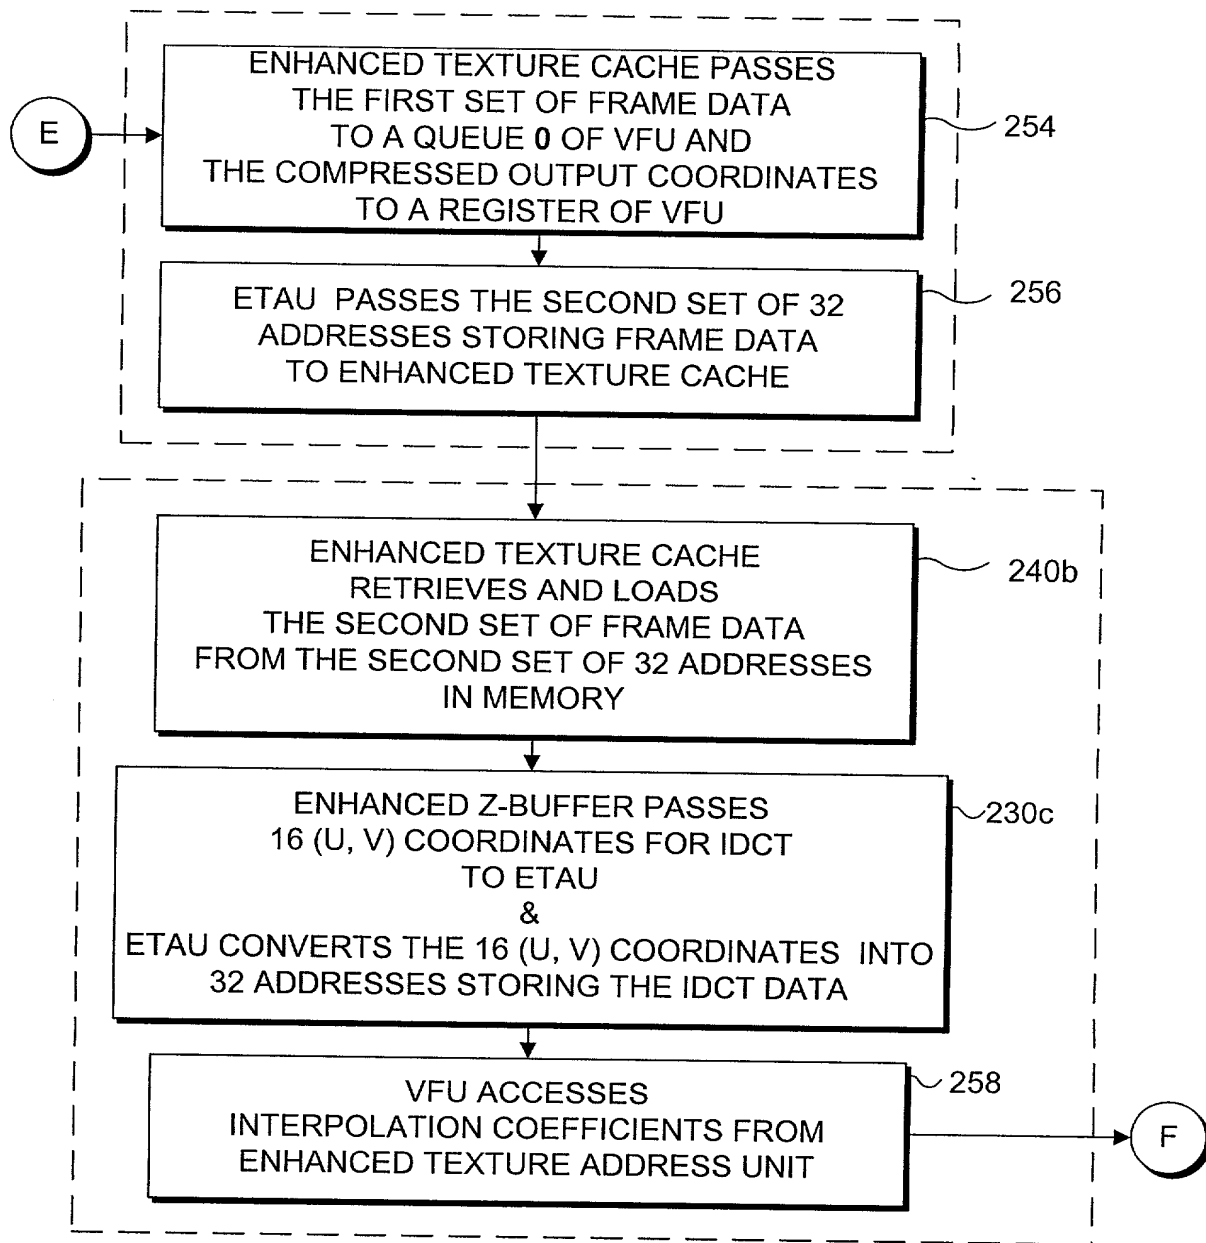 ENHANCED TEXTURE CACHE PASSES
THE FIRST SET OF FRAME DATA
TO A QUEUE 0 OF VFU AND
THE COMPRESSED OUTPUT COORDINATES
TO A REGISTER OF VFU
E
254
ETAU PASSES THE SECOND SET OF 32
ADDRESSES STORING FRAME DATA
TO ENHANCED TEXTURE CACHE
256
ENHANCED TEXTURE CACHE
RETRIEVES AND LOADS
THE SECOND SET OF FRAME DATA
FROM THE SECOND SET OF 32 ADDRESSES
IN MEMORY
240b
ENHANCED Z-BUFFER PASSES
16 (U, V) COORDINATES FOR IDCT
TO ETAU
&
ETAU CONVERTS THE 16 (U, V) COORDINATES INTO
32 ADDRESSES STORING THE IDCT DATA
230c
VFU ACCESSES
INTERPOLATION COEFFICIENTS FROM
ENHANCED TEXTURE ADDRESS UNIT
258
F